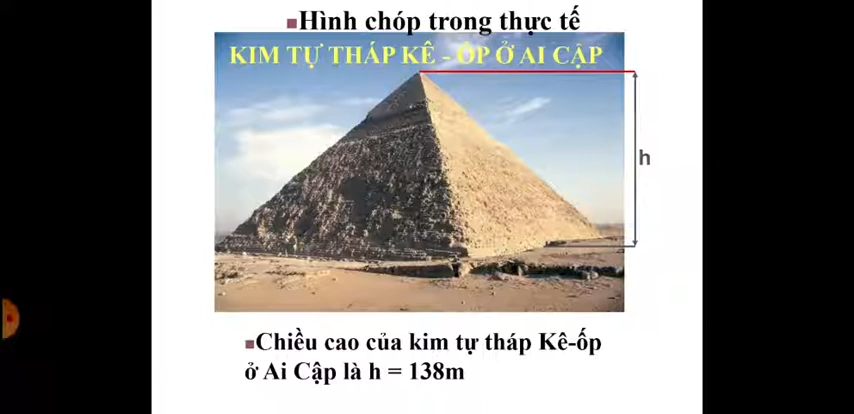 Hình chóp trong thực tế
KIM TỰ THÁP KÊ - ỐP Ở AI CẬP
h
Chiều cao của kim tự tháp Kê-ốp
ở Ai Cập là h = 138m